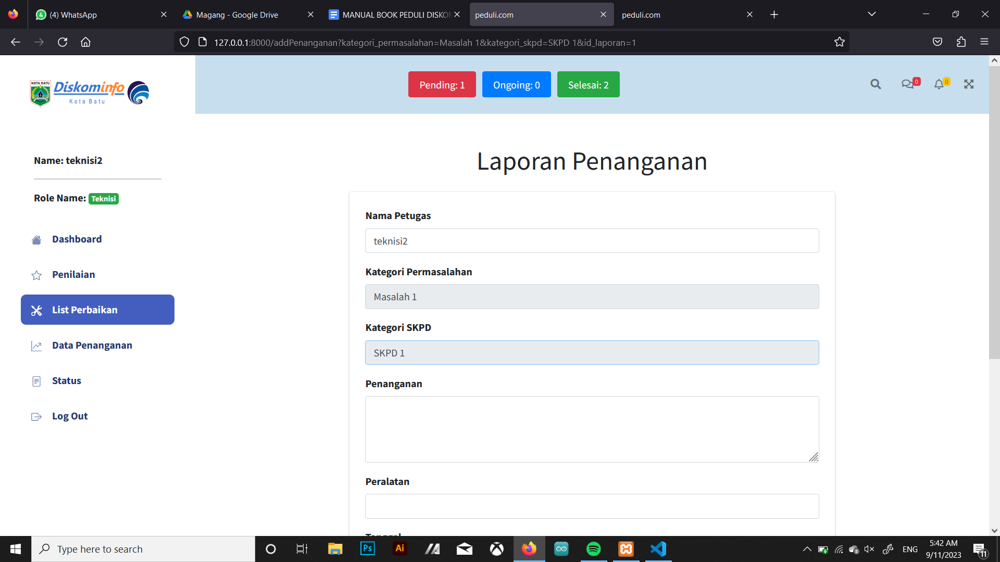 (4) WhatsApp
Magang - Google Drive
MANUAL BOOK PEDULI DISKO
peduli.com
peduli.com
127.0.0.1:8000/addPenanganan?kategori_permasalahan=Masalah 1&kategori_skpd=SKPD 1&id_laporan=1
KOTA BATU
Diskominfo
Kota Batu
Pending: 1
Ongoing: 0
Selesai: 2
0
0
Name: teknisi2
Role Name: Teknisi
Dashboard
Penilaian
List Perbaikan
Data Penanganan
Status
Log Out
Laporan Penanganan
Nama Petugas
teknisi2
Kategori Permasalahan
Masalah 1
Kategori SKPD
SKPD 1
Penanganan
Peralatan
Tanggal
Type here to search
Ps
Ai
ENG
5:42 AM
9/11/2023
11